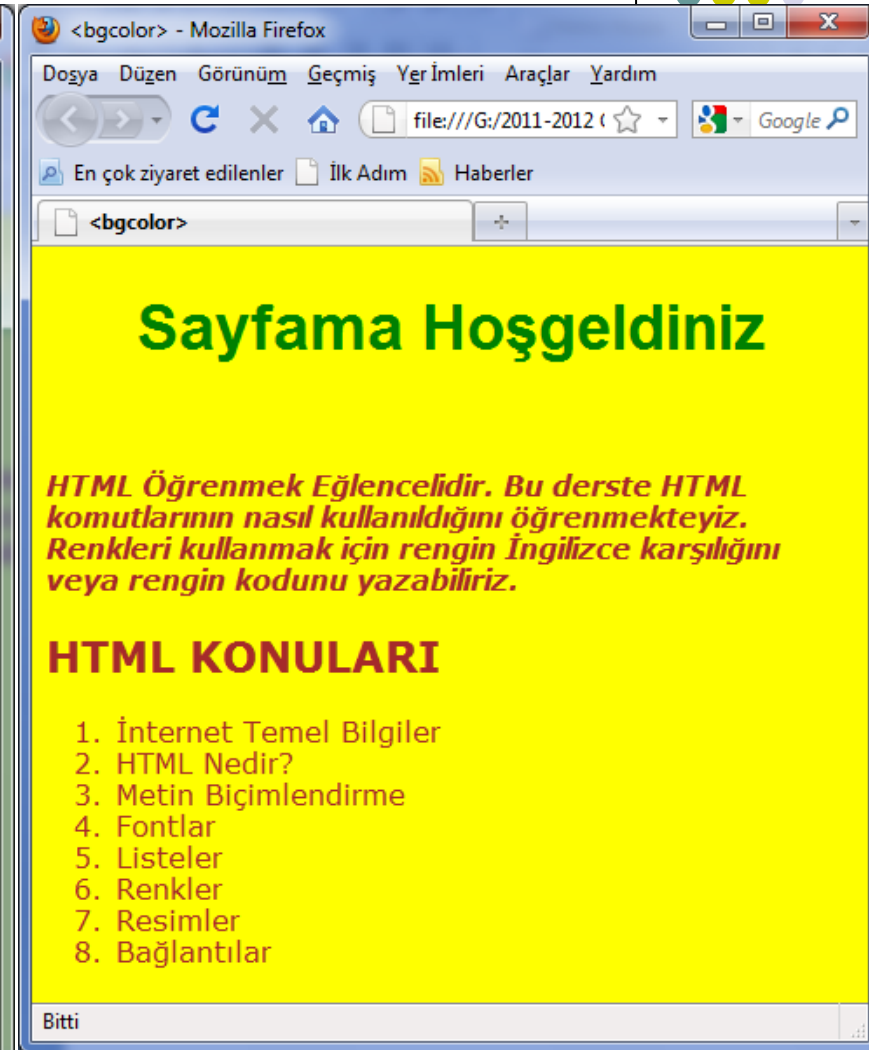 <bgcolor> - Mozilla Firefox
Dosya Düzen Görünüm Geçmiş Yer İmleri Araçlar Yardım
file:///G:/2011-2012 Google
En çok ziyaret edilenler İlk Adım Haberler
<bgcolor>
Sayfama Hoşgeldiniz
HTML Öğrenmek Eğlencelidir. Bu derste HTML
komutlarının nasıl kullanıldığını öğrenmekteyiz.
Renkleri kullanmak için rengin İngilizce karşılığını
veya rengin kodunu yazabiliriz.
HTML KONULARI
1. İnternet Temel Bilgiler
2. HTML Nedir?
3. Metin Biçimlendirme
4. Fontlar
5. Listeler
6. Renkler
7. Resimler
8. Bağlantılar
Bitti